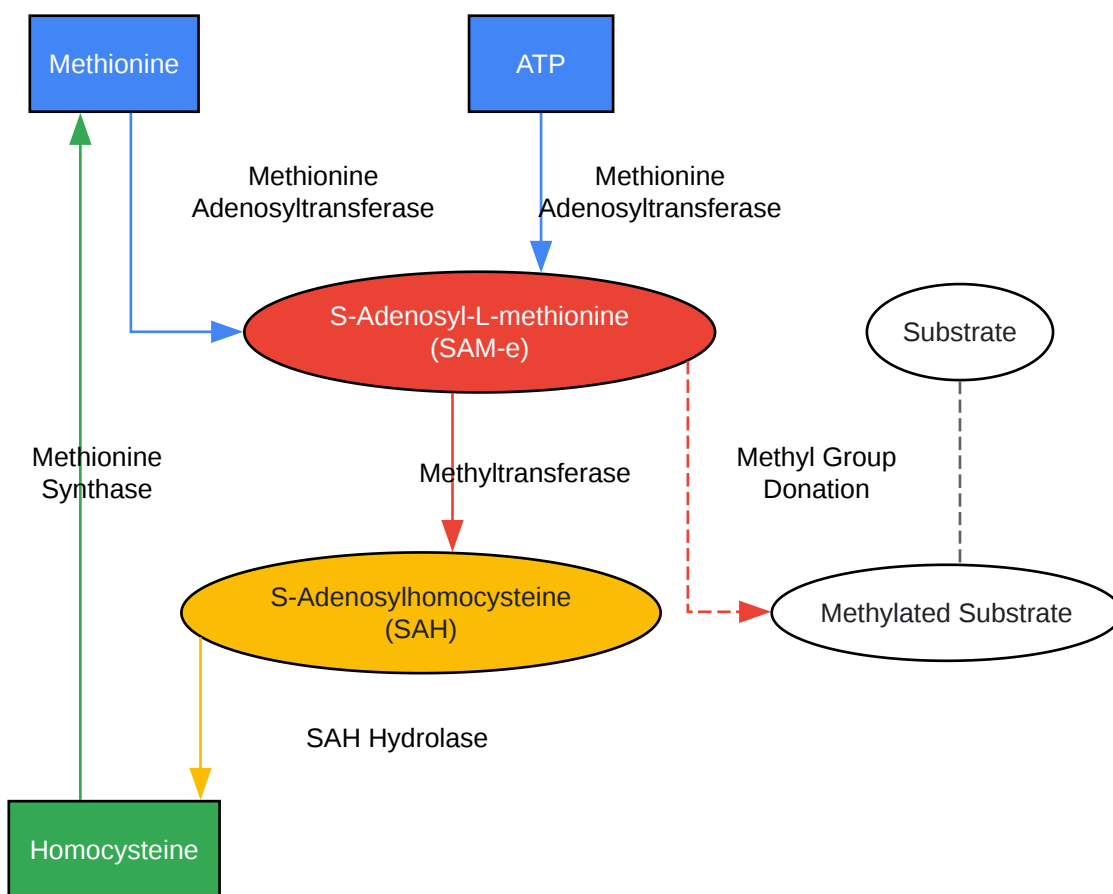 Methionine
ATP
Methionine
Adenosyltransferase
Methionine
Adenosyltransferase
S-Adenosyl-L-methionine
(SAM-e)
Substrate
Methionine
Synthase
Methyltransferase
Methyl Group
Donation
S-Adenosylhomocysteine
(SAH)
Methylated Substrate
SAH Hydrolase
Homocysteine